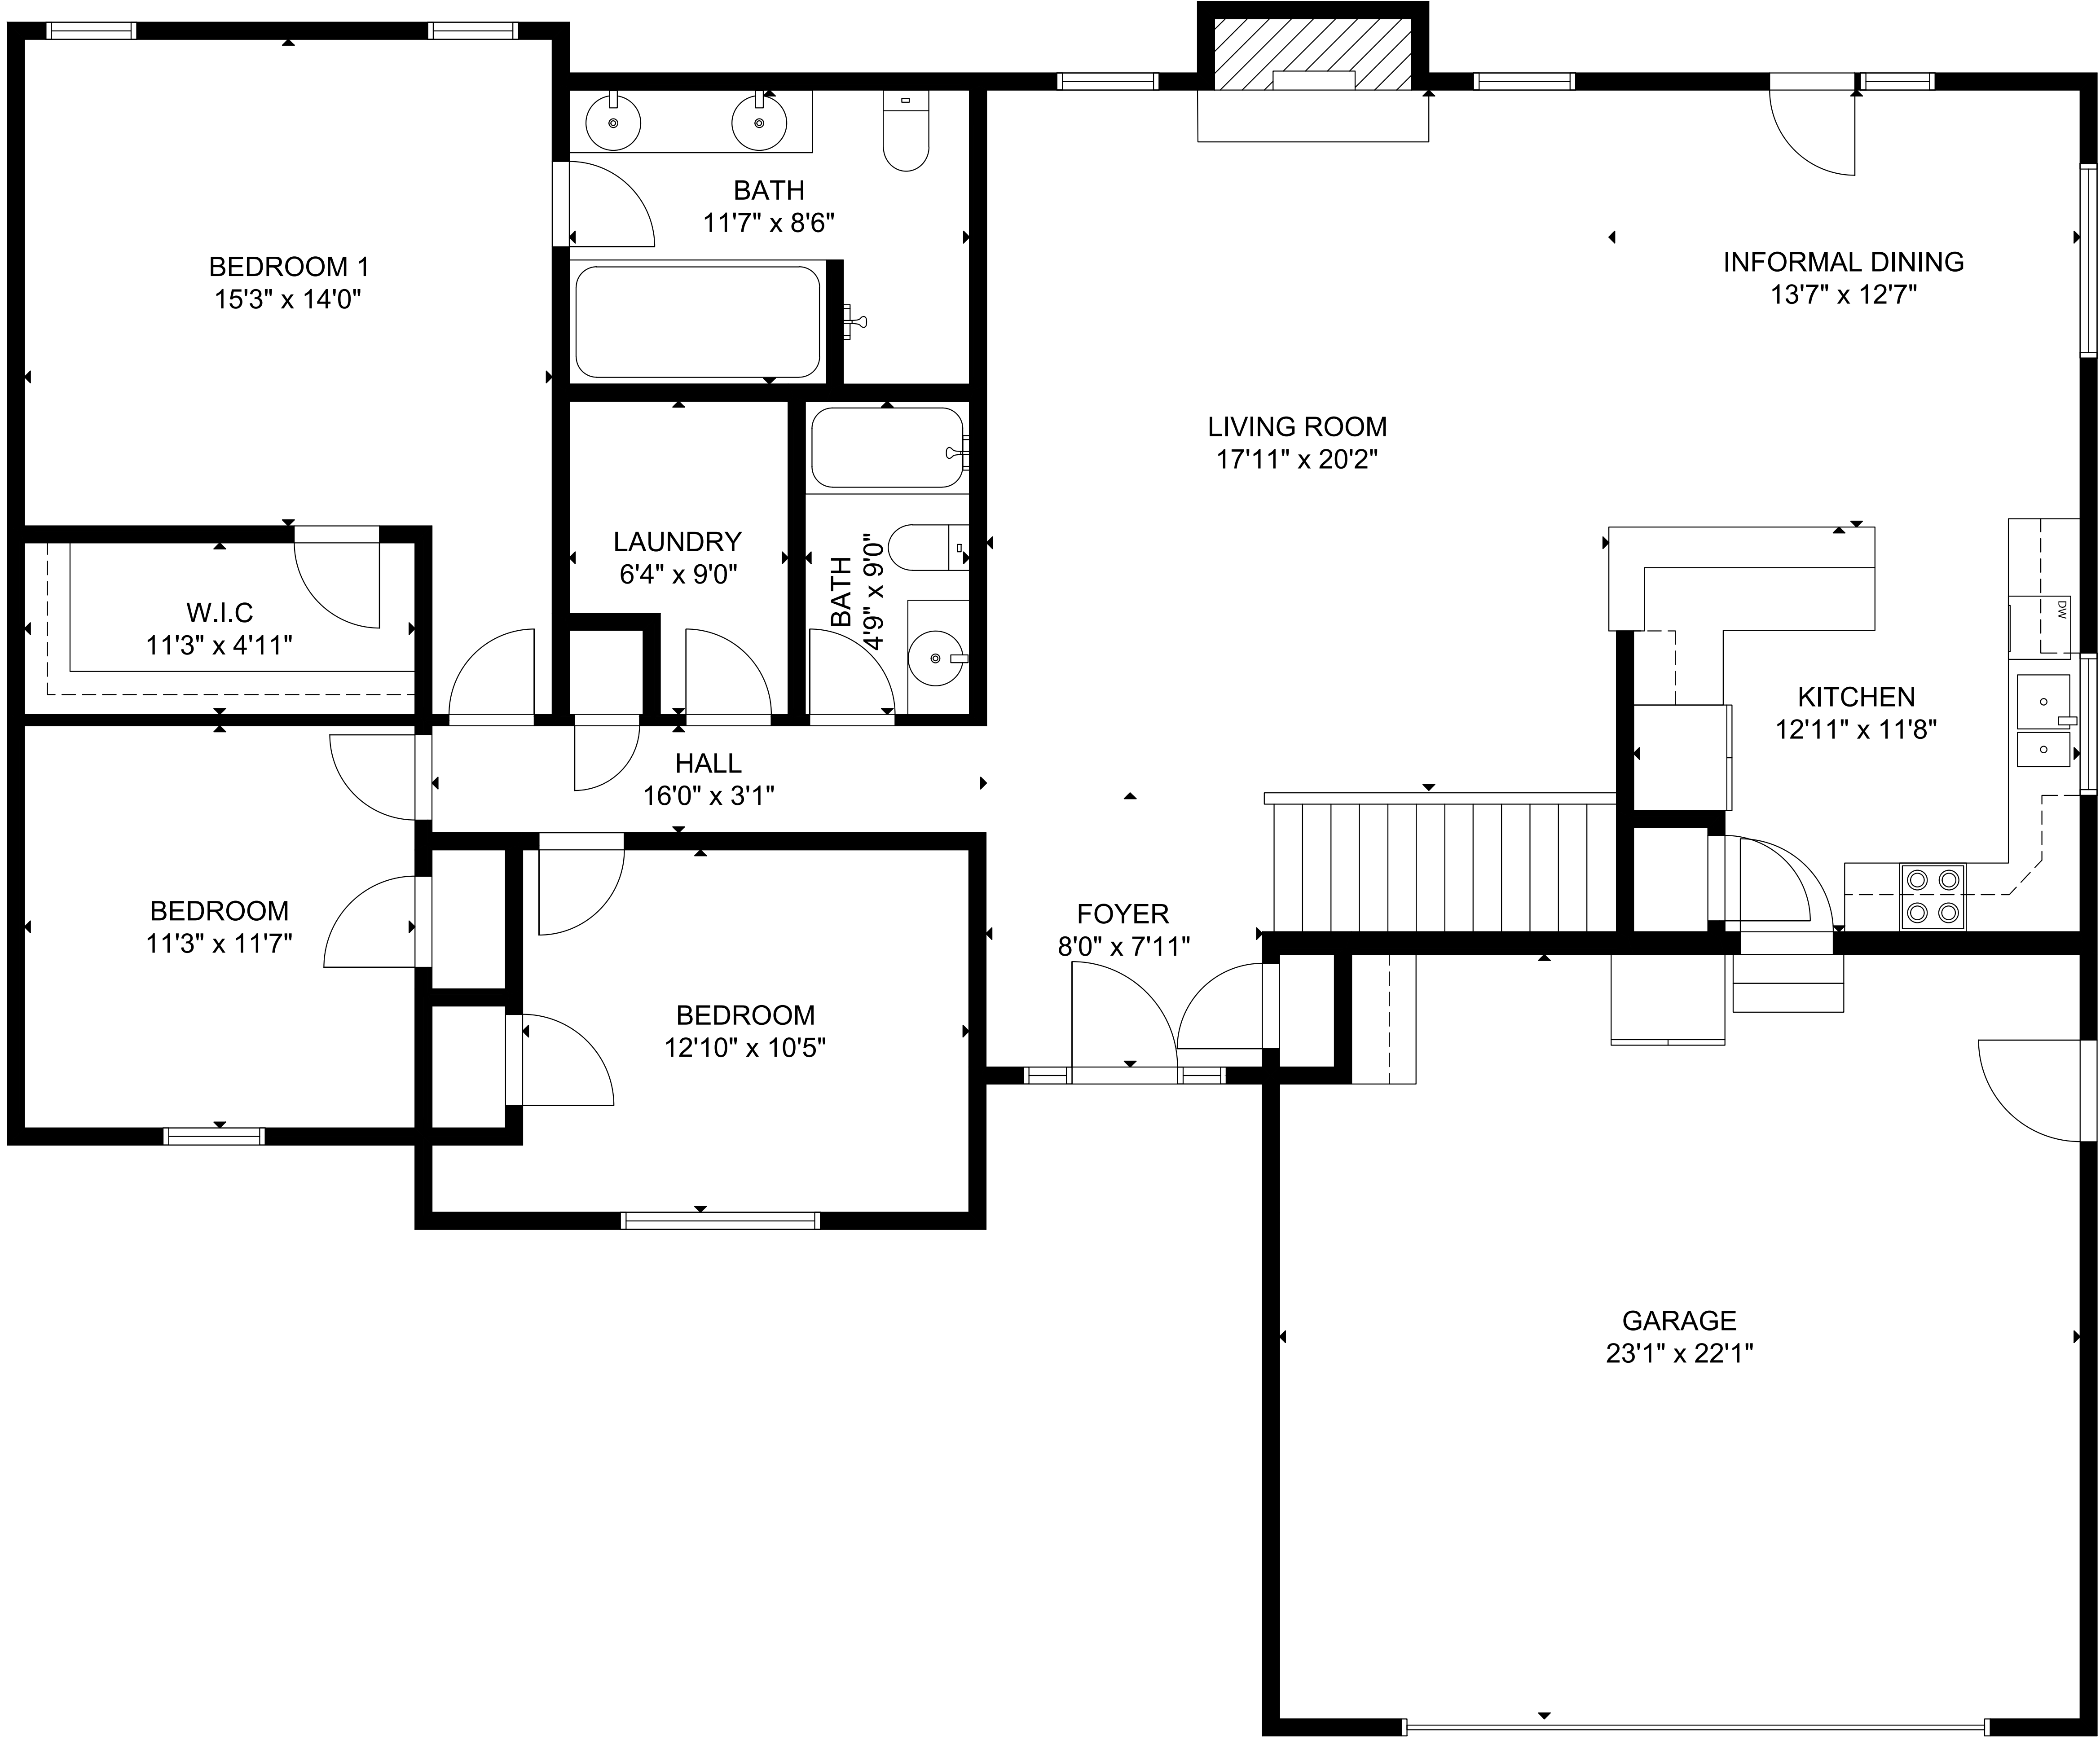 BATH
11'7" x 8'6"
BEDROOM 1
15'3" x 14'0"
INFORMAL DINING
13'7" x 12'7"
LIVING ROOM
17'11" x 20'2"
LAUNDRY
6'4" x 9'0"
BATH
4'9" x 9'0"
W.I.C
11'3" x 4'11"
DW
KITCHEN
12'11" x 11'8"
HALL
16'0" x 3'1"
BEDROOM
11'3" x 11'7"
FOYER
8'0" x 7'11"
BEDROOM
12'10" x 10'5"
GARAGE
23'1" x 22'1"